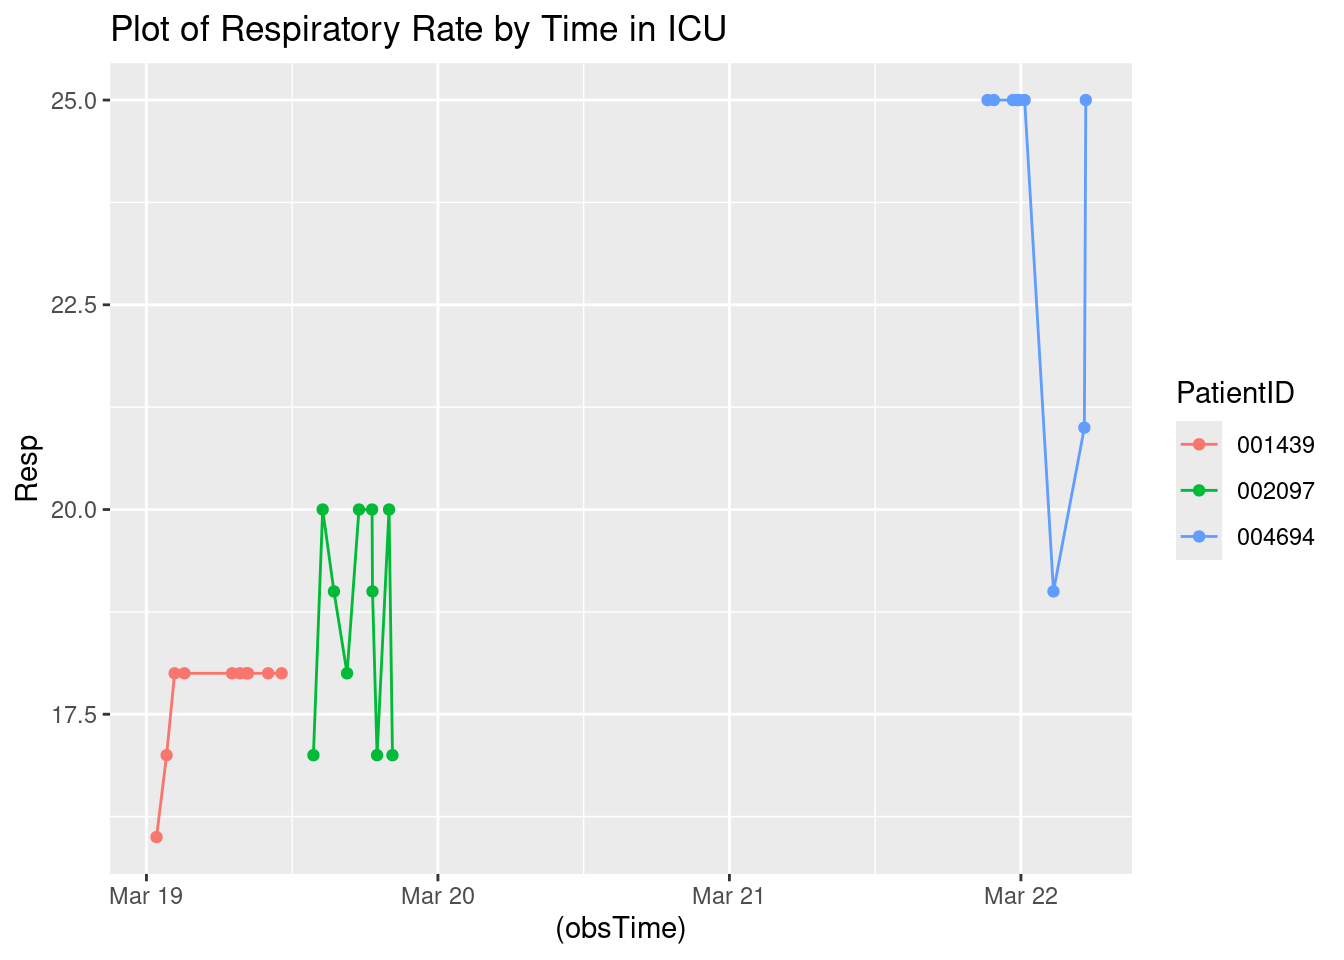 Plot of Respiratory Rate by Time in ICU
25.0
22.5
20.0
17.5
Resp
Mar 19
Mar 20
Mar 21
Mar 22
(obsTime)
PatientID
001439
002097
004694